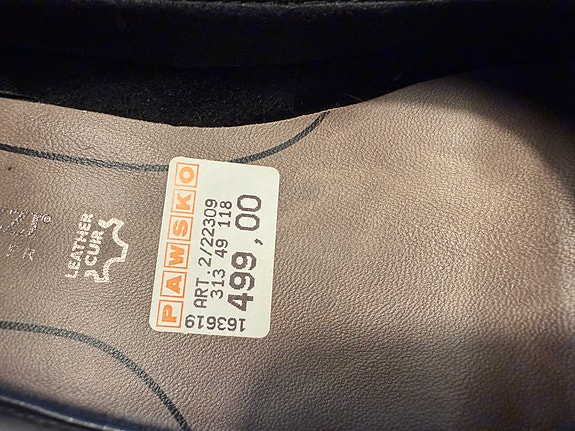 LEATHER
CUIR
PAWSKO
ART.2/22309
313 49 118
499,00
163619